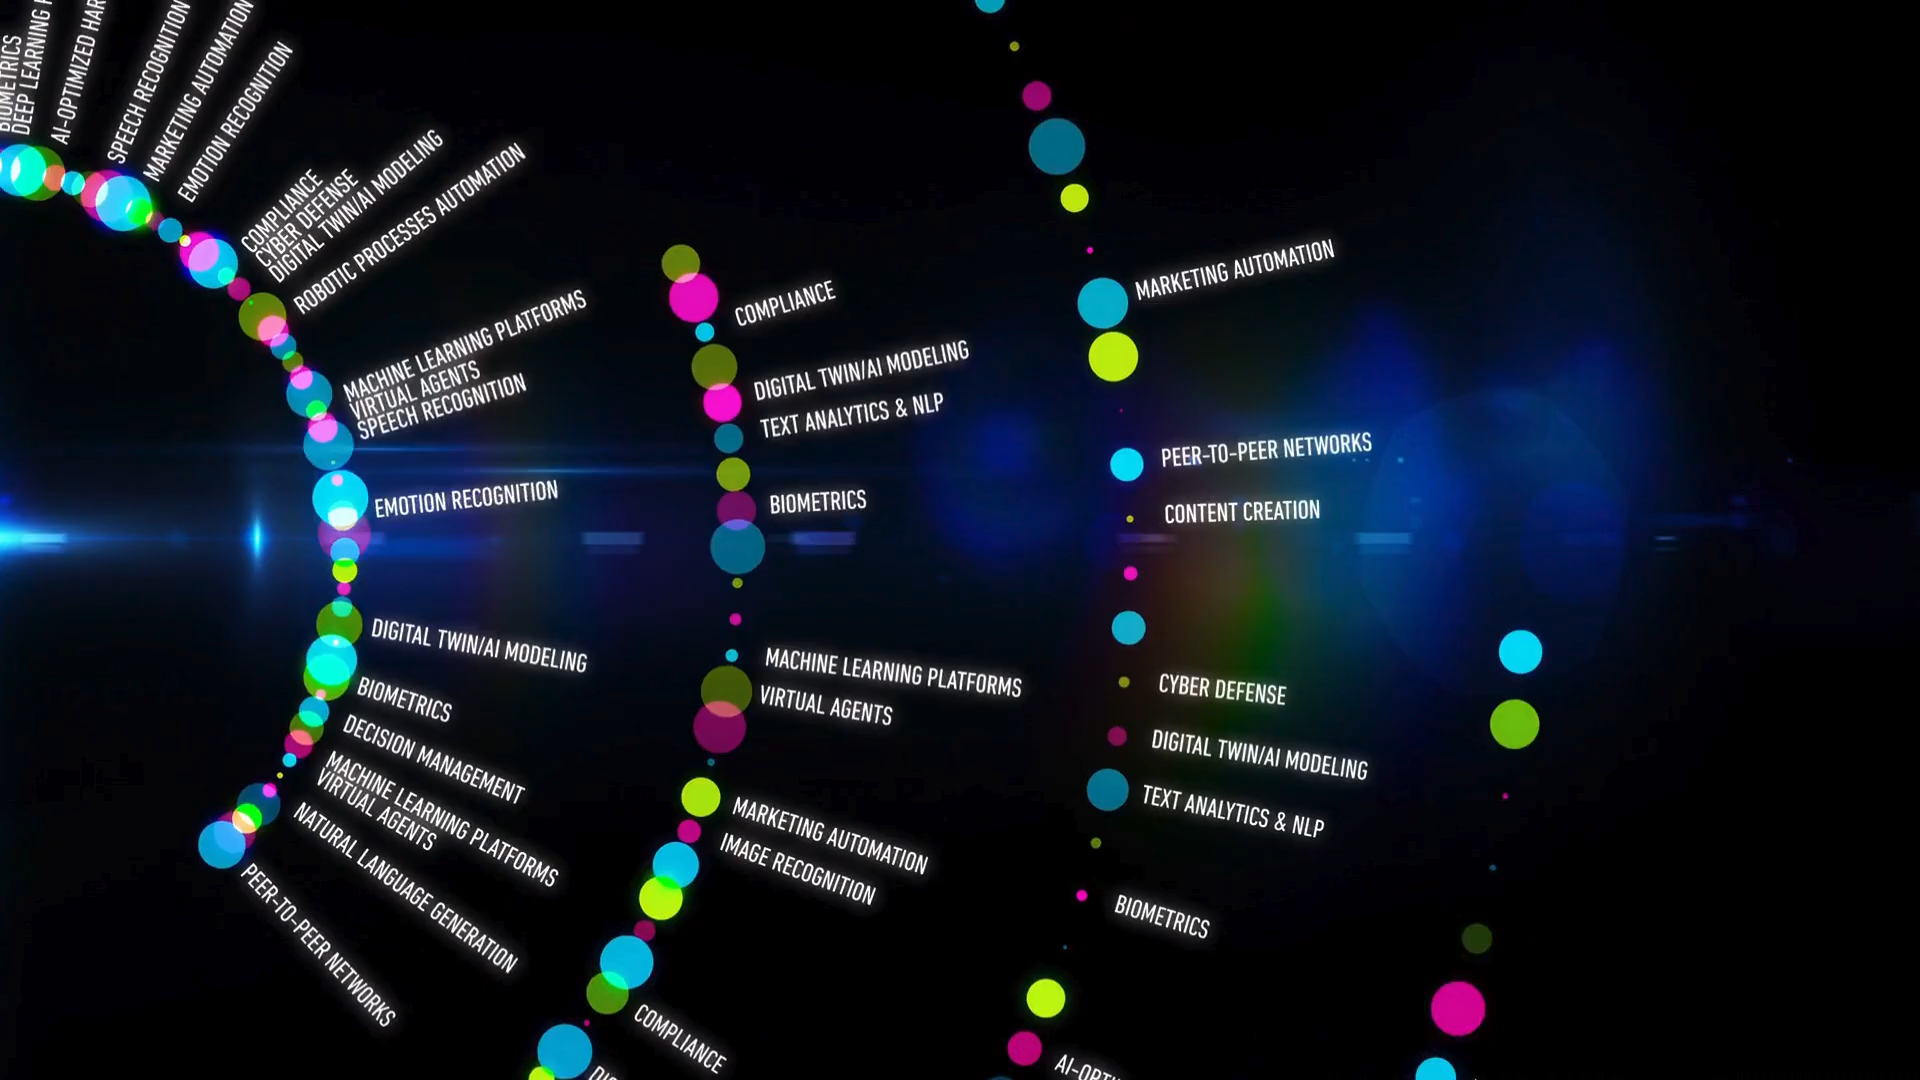 BIOMETRICS
DEEP LEARNING
AI-OPTIMIZED
SPEECH RECOGNITION
MARKETING AUTOMATION
EMOTION RECOGNITION
COMPLIANCE
CYBER DEFENSE
DIGITAL TWIN/AI MODELING
ROBOTIC PROCESSES AUTOMATION
MACHINE LEARNING PLATFORMS
VIRTUAL AGENTS
SPEECH RECOGNITION
EMOTION RECOGNITION
DIGITAL TWIN/AI MODELING
BIOMETRICS
DECISION MANAGEMENT
MACHINE LEARNING PLATFORMS
VIRTUAL AGENTS
NATURAL LANGUAGE GENERATION
PEER-TO-PEER NETWORKS
COMPLIANCE
DIGITAL TWIN/AI MODELING
TEXT ANALYTICS & NLP
BIOMETRICS
MACHINE LEARNING PLATFORMS
VIRTUAL AGENTS
MARKETING AUTOMATION
IMAGE RECOGNITION
COMPLIANCE
MARKETING AUTOMATION
PEER-TO-PEER NETWORKS
CONTENT CREATION
CYBER DEFENSE
DIGITAL TWIN/AI MODELING
TEXT ANALYTICS & NLP
BIOMETRICS